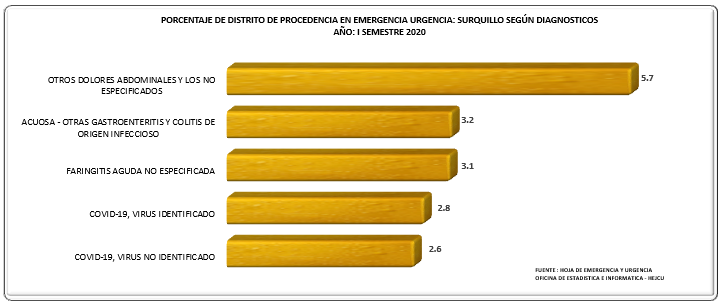 PORCENTAJE DE DISTRITO DE PROCEDENCIA EN EMERGENCIA URGENCIA: SURQUILLO SEGÚN DIAGNOSTICOS
AÑO: I SEMESTRE 2020
OTROS DOLORES ABDOMINALES Y LOS NO
ESPECIFICADOS
5.7
ACUOSA - OTRAS GASTROENTERITIS Y COLITIS DE
ORIGEN INFECCIOSO
3.2
FARINGITIS AGUDA NO ESPECIFICADA
3.1
COVID-19, VIRUS IDENTIFICADO
2.8
COVID-19, VIRUS NO IDENTIFICADO
2.6
FUENTE : HOJA DE EMERGENCIA Y URGENCIA
OFICINA DE ESTADISTICA E INFORMATICA - HEJCU